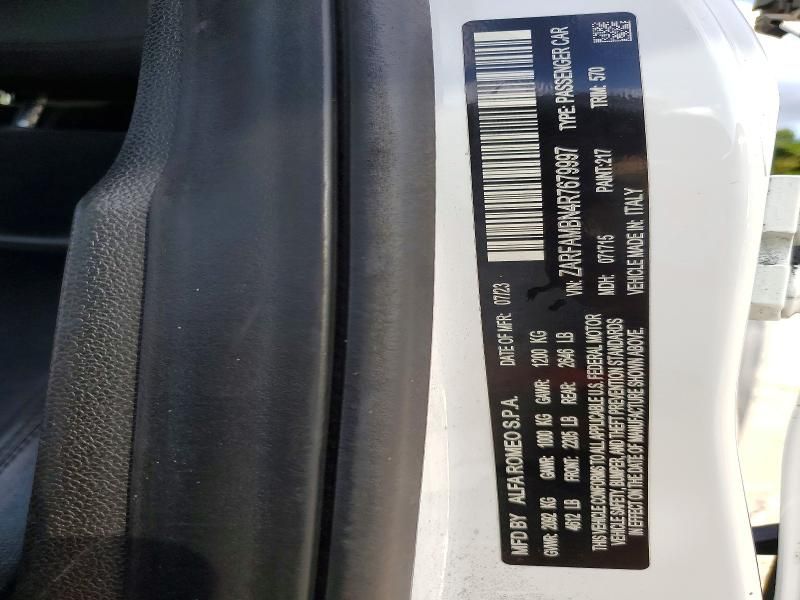 MFD BY ALFA ROMEO S.P.A. DATE OF MFR: 07/23
GVWR: 2092 KG GAWR: 1000 KG GAWR: 1200 KG
4612 LB FRONT: 2205 LB REAR: 2646 LB
THIS VEHICLE CONFORMS TO ALL APPLICABLE U.S. FEDERAL MOTOR
VEHICLE SAFETY, BUMPER, AND THEFT PREVENTION STANDARDS
IN EFFECT ON THE DATE OF MANUFACTURE SHOWN ABOVE.
VIN: ZARFAMBN4R7679997 TYPE: PASSENGER CAR
MDH: 071715 PAINT:217 TRIM: 570
VEHICLE MADE IN: ITALY